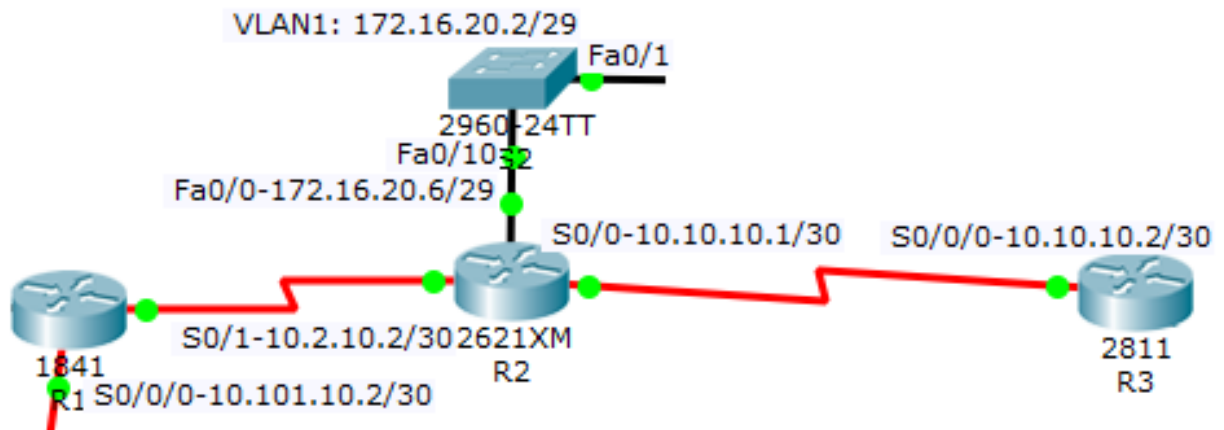 VLAN1: 172.16.20.2/29
Fa0/1
2960-24TT
Fa0/10
S2
Fa0/0-172.16.20.6/29
S0/0-10.10.10.1/30
S0/0/0-10.10.10.2/30
S0/1-10.2.10.2/30
2621XM
R2
2811
R3
1841
R1
S0/0/0-10.101.10.2/30